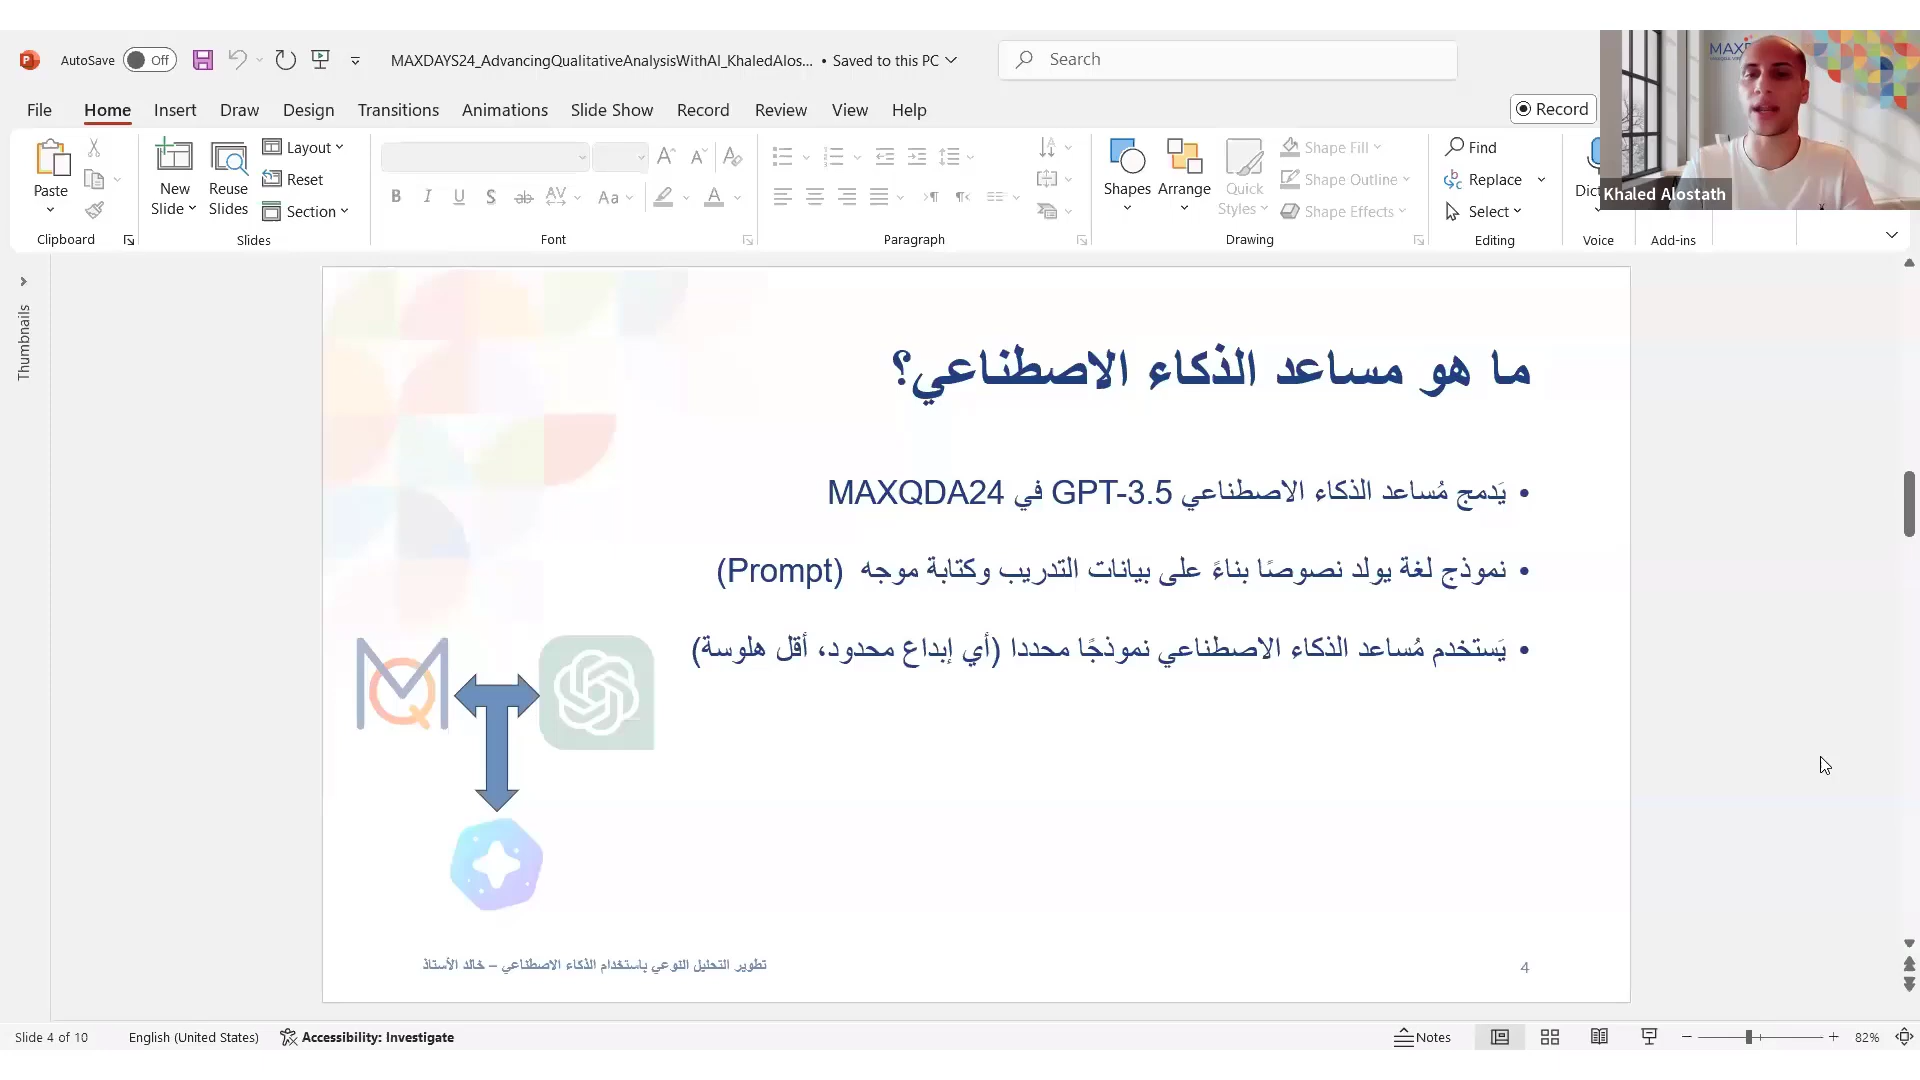 AutoSave Off MAXDAYS24_AdvancingQualitativeAnalysisWithAI_KhaledAlos... • Saved to this PC Search
File Home Insert Draw Design Transitions Animations Slide Show Record Review View Help Record
Paste
Clipboard
New Slide
Reuse Slides
Layout
Reset
Section
Slides
B I U S ab AV Aa A
Font
Paragraph
Shapes
Arrange
Quick Styles
Shape Fill
Shape Outline
Shape Effects
Drawing
Find
Replace
Select
Editing
Voice
Add-ins
Khaled Alostath
Thumbnails
ما هو مساعد الذكاء الاصطناعي؟
• يَدمج مُساعد الذكاء الاصطناعي GPT-3.5 في MAXQDA24
• نموذج لغة يولد نصوصًا بناءً على بيانات التدريب وكتابة موجه (Prompt)
• يَستخدم مُساعد الذكاء الاصطناعي نموذجًا محددا (أي إبداع محدود، أقل هلوسة)
تطوير التحليل النوعي باستخدام الذكاء الاصطناعي – خالد الأستاذ
4
Slide 4 of 10 English (United States) Accessibility: Investigate Notes 82%